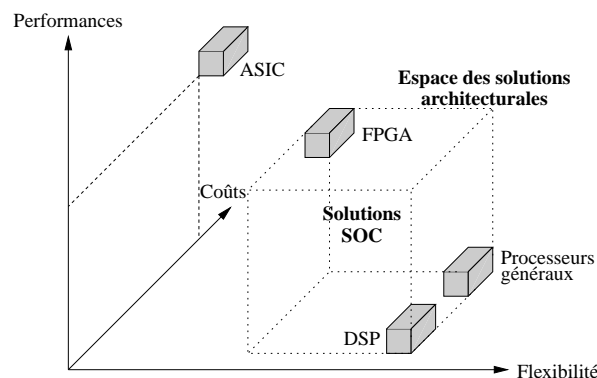 Performances
ASIC
Espace des solutions
architecturales
FPGA
Coûts
Solutions
SOC
Processeurs
généraux
DSP
Flexibilité